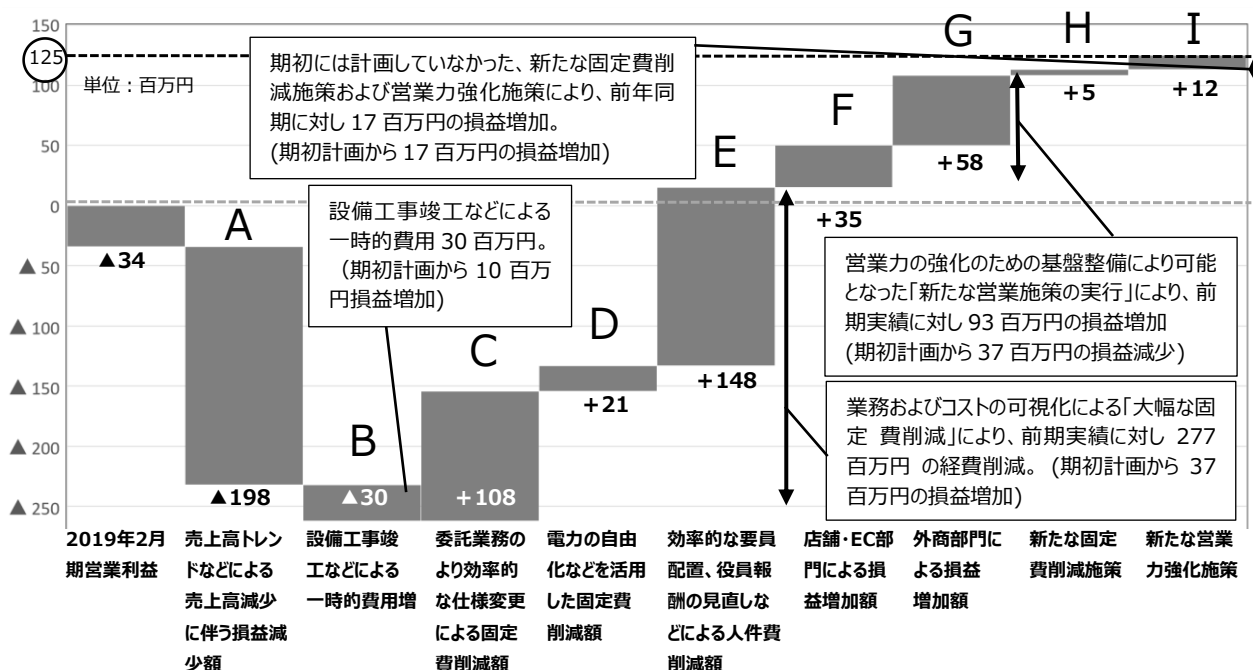 150
125
100
50
0
▲ 50
▲ 100
▲ 150
▲ 200
▲ 250
単位：百万円
期初には計画していなかった、新たな固定費削
減施策および営業力強化施策により、前年同
期に対し 17 百万円の損益増加。
(期初計画から 17 百万円の損益増加)
設備工事竣工などによる
一時的費用 30 百万円。
（期初計画から 10 百万
円損益増加)
営業力の強化のための基盤整備により可能
となった「新たな営業施策の実行」により、前
期実績に対し 93 百万円の損益増加
(期初計画から 37 百万円の損益減少)
業務およびコストの可視化による「大幅な固
定 費削減」により、前期実績に対し 277
百万円 の経費削減。 (期初計画から 37
百万円の損益増加)
▲34
A
▲198
B
▲30
C
+108
D
+21
E
+148
F
+35
G
+58
H
+5
I
+12
2019年2月
期営業利益
売上高トレン
ドなどによる
売上高減少
に伴う損益減
少額
設備工事竣
工などによる
一時的費用増
委託業務の
より効率的
な仕様変更
による固定
費削減額
電力の自由
化などを活用
した固定費
削減額
効率的な要員
配置、役員報
酬の見直しな
どによる人件費
削減額
店舗・EC部
門による損
益増加額
外商部門に
よる損益
増加額
新たな固定
費削減施策
新たな営業
力強化施策